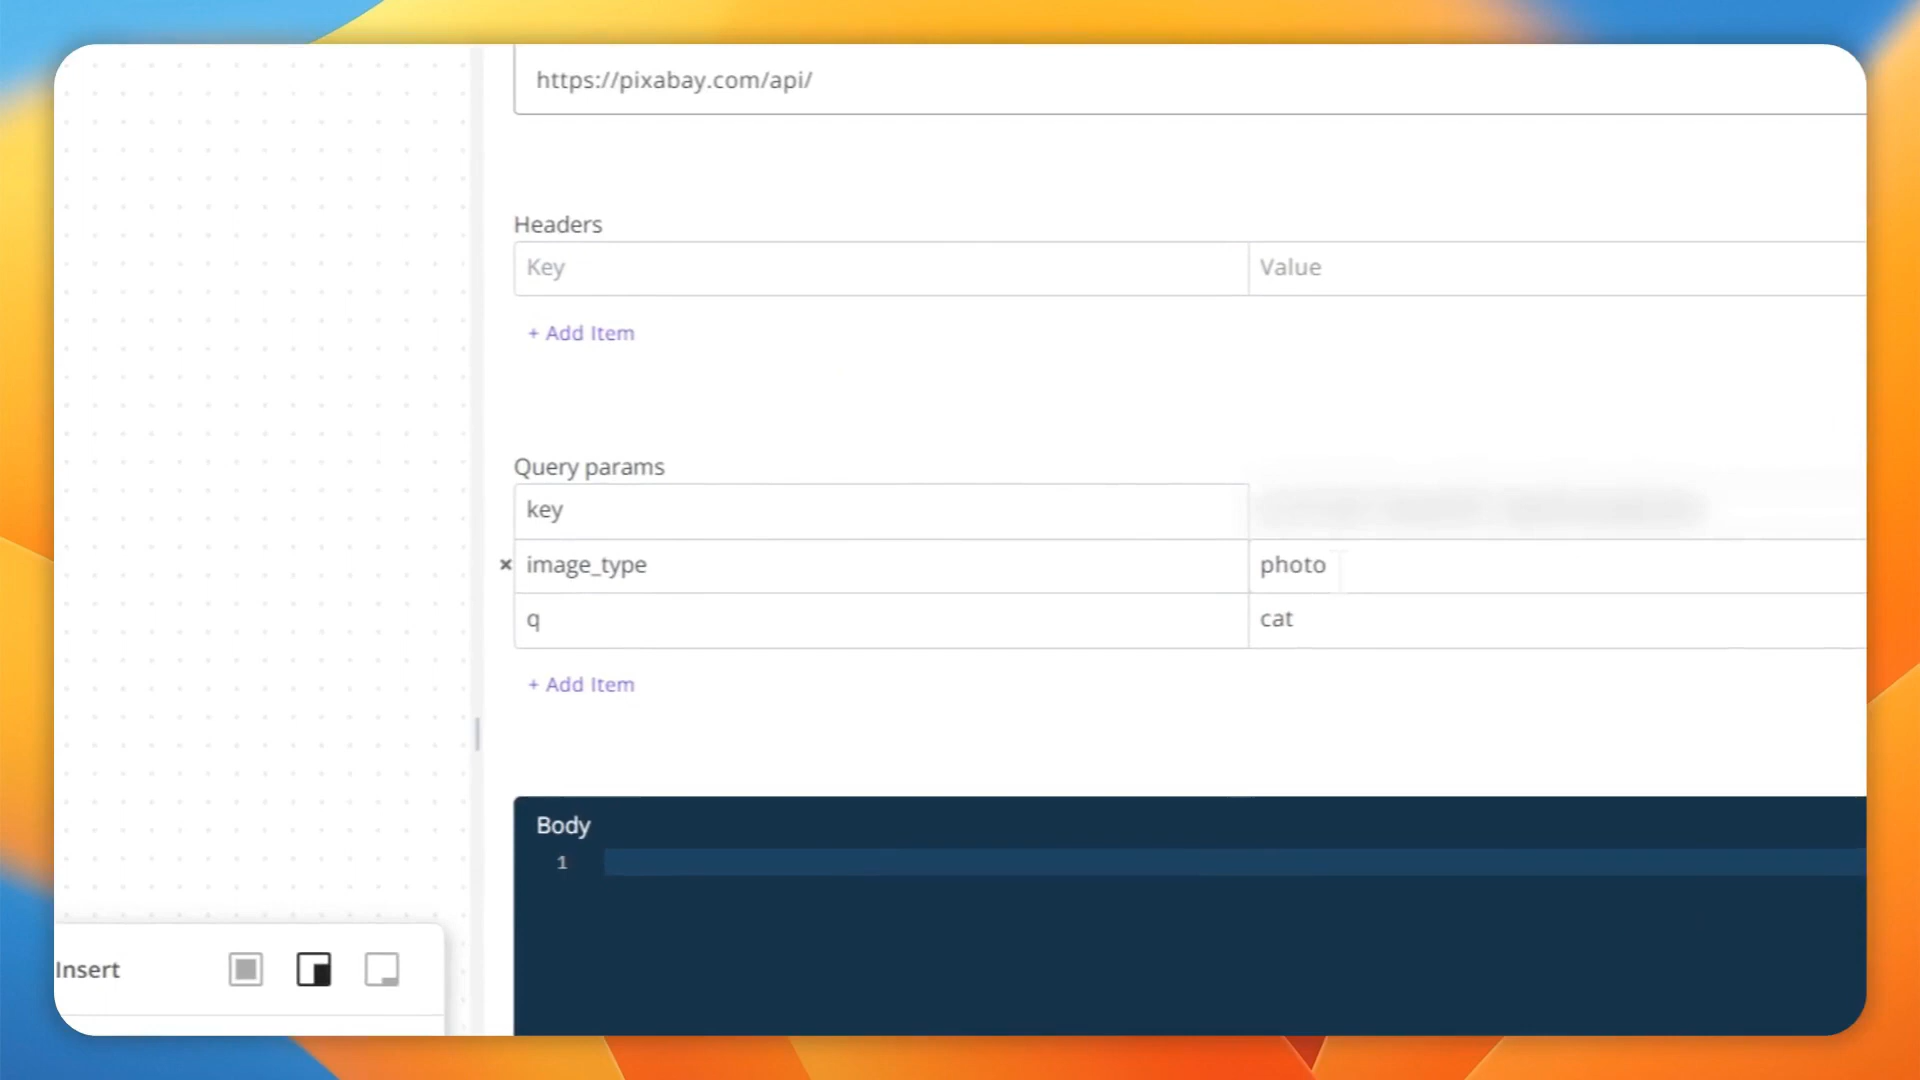 https://pixabay.com/api/
Headers
Key Value
+ Add Item
Query params
key
× image_type photo
q cat
+ Add Item
Body
1
Insert